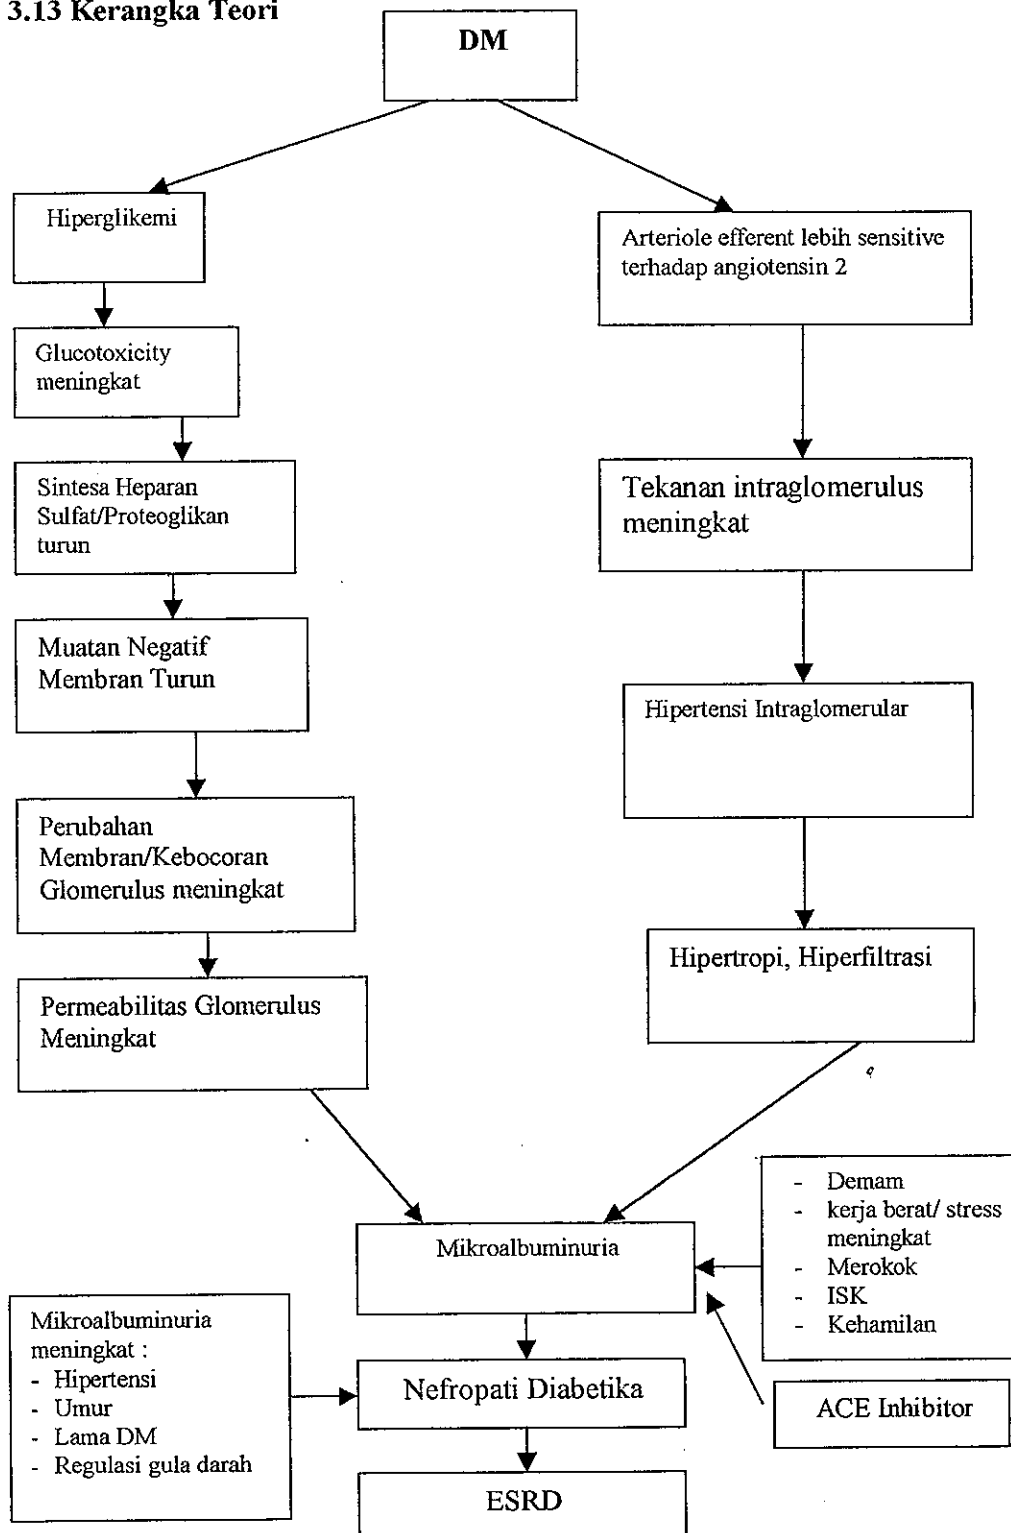 3.13 Kerangka Teori
DM
Hiperglikemi
Arteriole efferent lebih sensitive
terhadap angiotensin 2
Glucotoxicity
meningkat
Sintesa Heparan
Sulfat/Proteoglikan
turun
Tekanan intraglomerulus
meningkat
Muatan Negatif
Membran Turun
Hipertensi Intraglomerular
Perubahan
Membran/Kebocoran
Glomerulus meningkat
Hipertropi, Hiperfiltrasi
Permeabilitas Glomerulus
Meningkat
- Demam
- kerja berat/ stress
meningkat
- Merokok
- ISK
- Kehamilan
Mikroalbuminuria
Mikroalbuminuria
meningkat :
- Hipertensi
- Umur
- Lama DM
- Regulasi gula darah
Nefropati Diabetika
ACE Inhibitor
ESRD